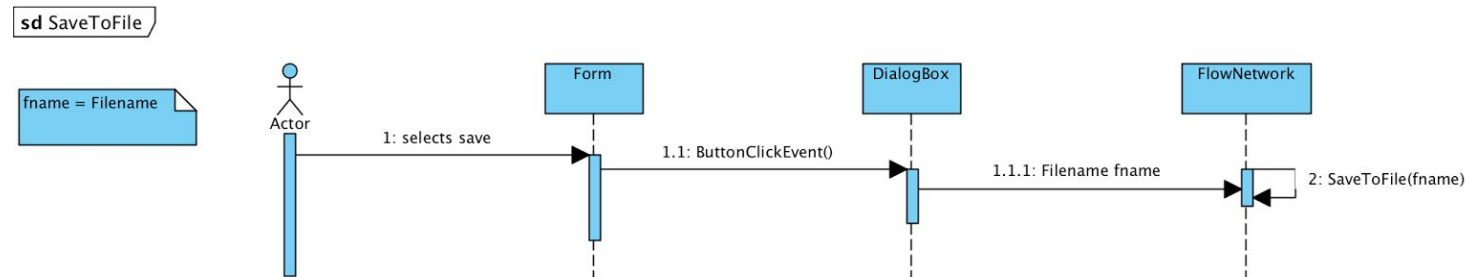 sd SaveToFile
fname = Filename
Actor
Form
DialogBox
FlowNetwork
1: selects save
1.1: ButtonClickEvent()
1.1.1: Filename fname
2: SaveToFile(fname)